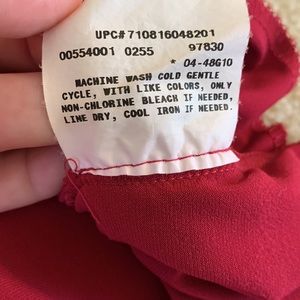 UPC#710816048201
00554001 0255 97830
* 04-48G10
MACHINE WASH COLD GENTLE
CYCLE, WITH LIKE COLORS, ONLY
NON-CHLORINE BLEACH IF NEEDED,
LINE DRY, COOL IRON IF NEEDED.